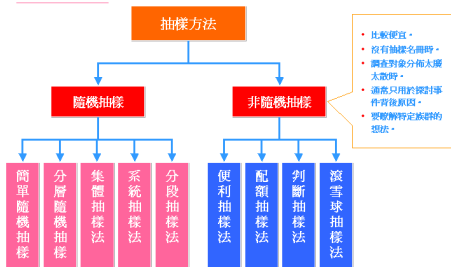 抽樣方法
• 比較便宜。
• 沒有抽樣名冊時。
• 調查對象分佈太廣
太散時。
• 通常只用於探討事
件背後原因。
• 要瞭解特定族群的
想法。
隨機抽樣
非隨機抽樣
簡單隨機抽樣
分層隨機抽樣
集體抽樣法
系統抽樣法
分段抽樣法
便利抽樣法
配額抽樣法
判斷抽樣法
滾雪球抽樣法